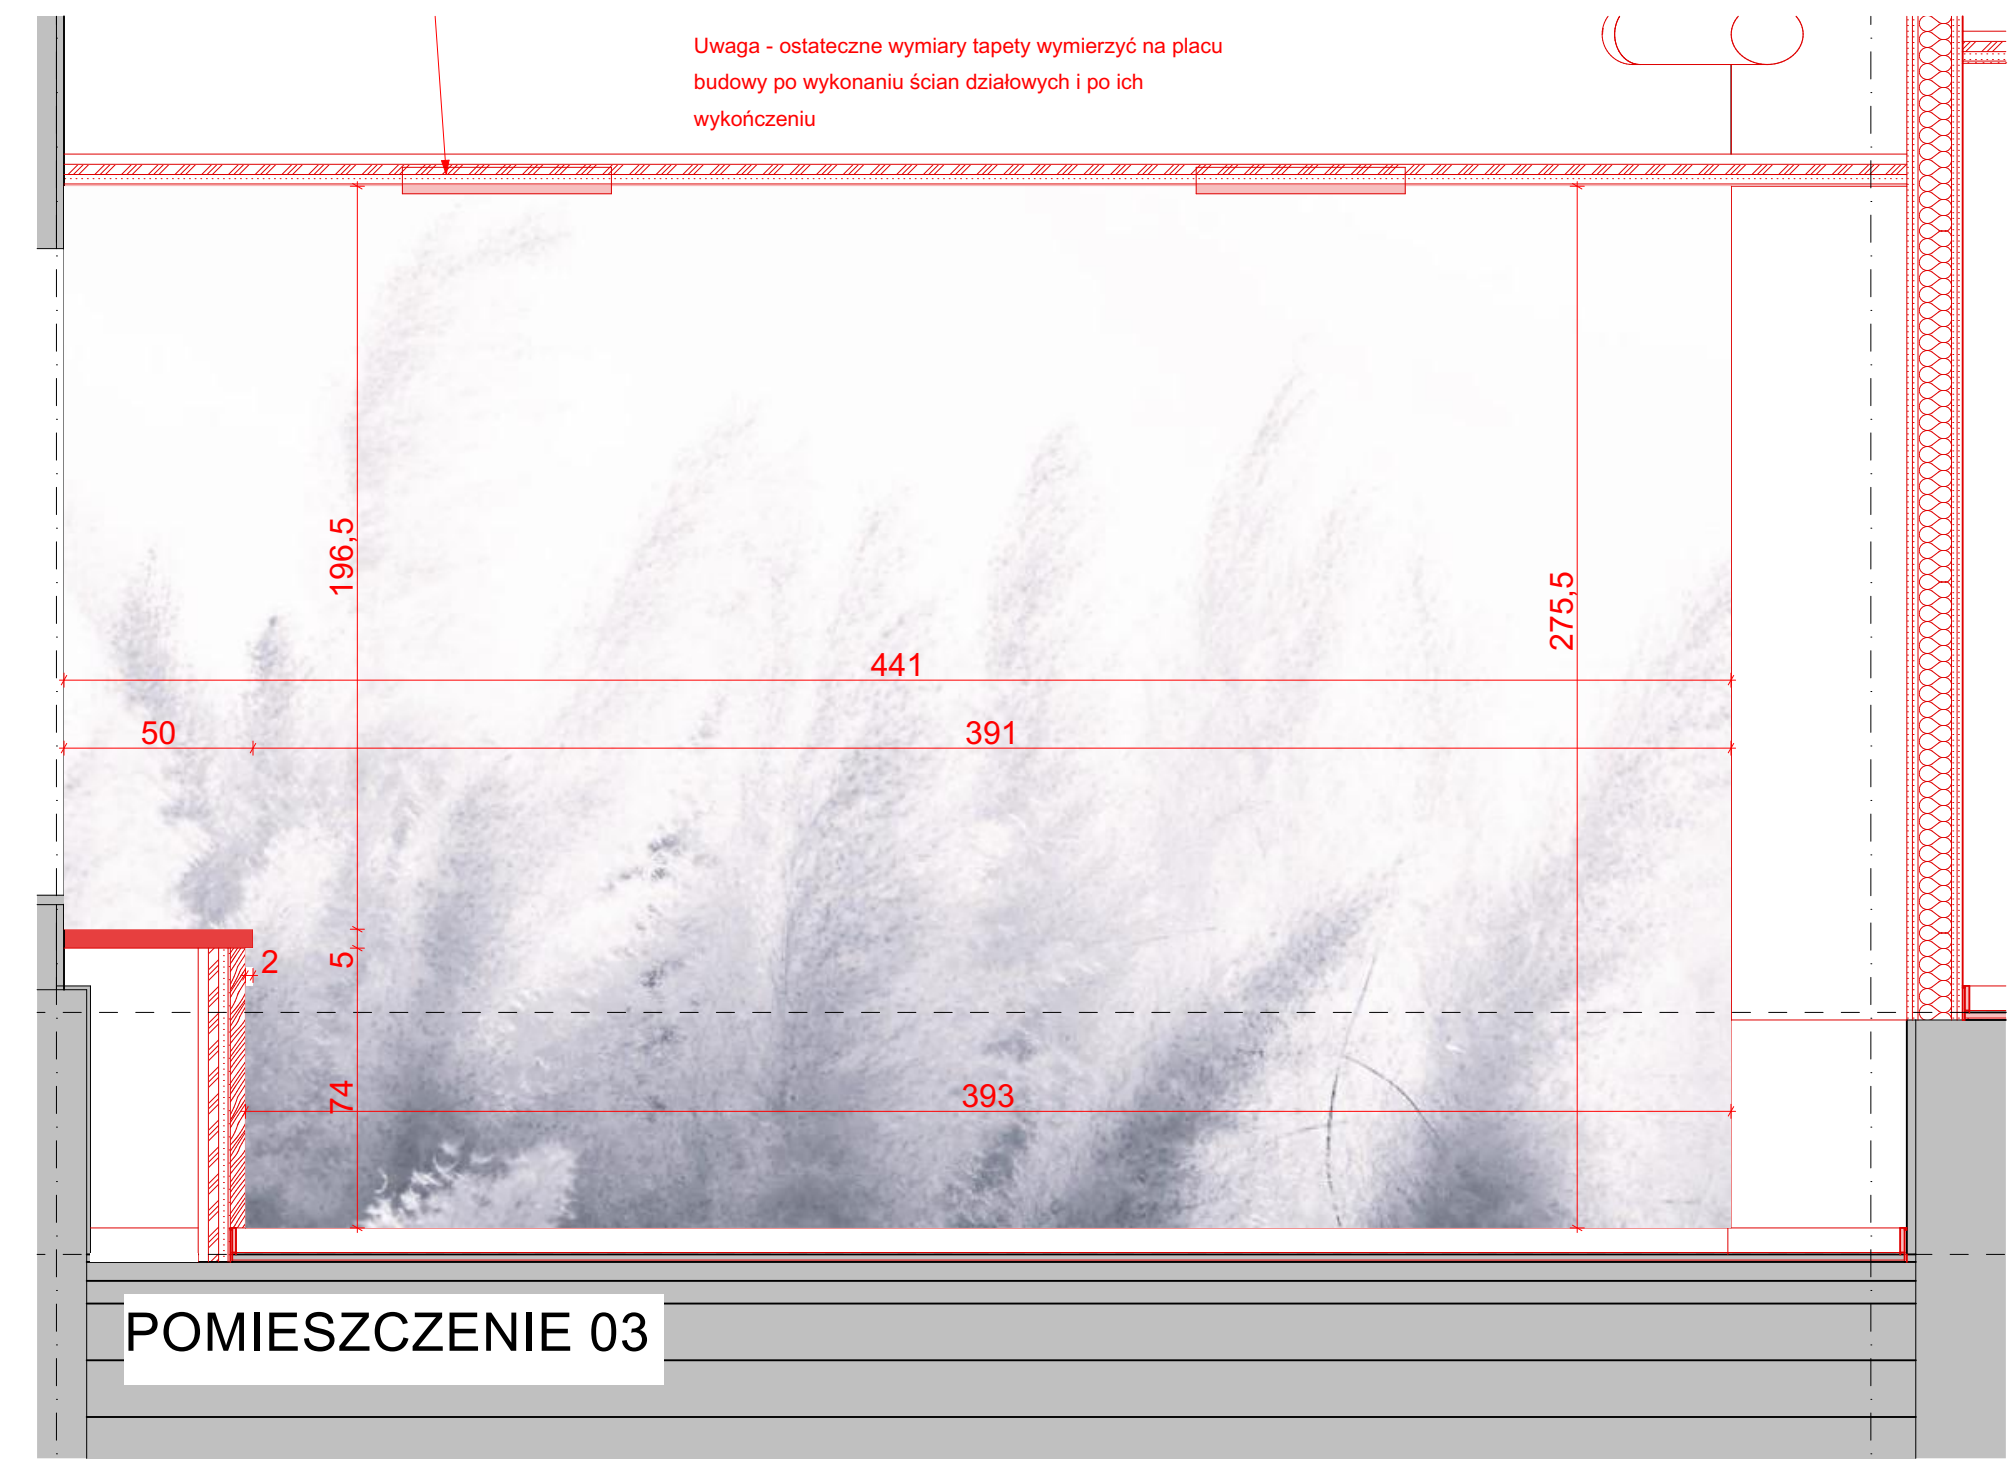 Uwaga - ostateczne wymiary tapety wymierzyć na placu
budowy po wykonaniu ścian działowych i po ich
wykończeniu
196,5
275,5
441
50
391
2
5
74
393
POMIESZCZENIE 03